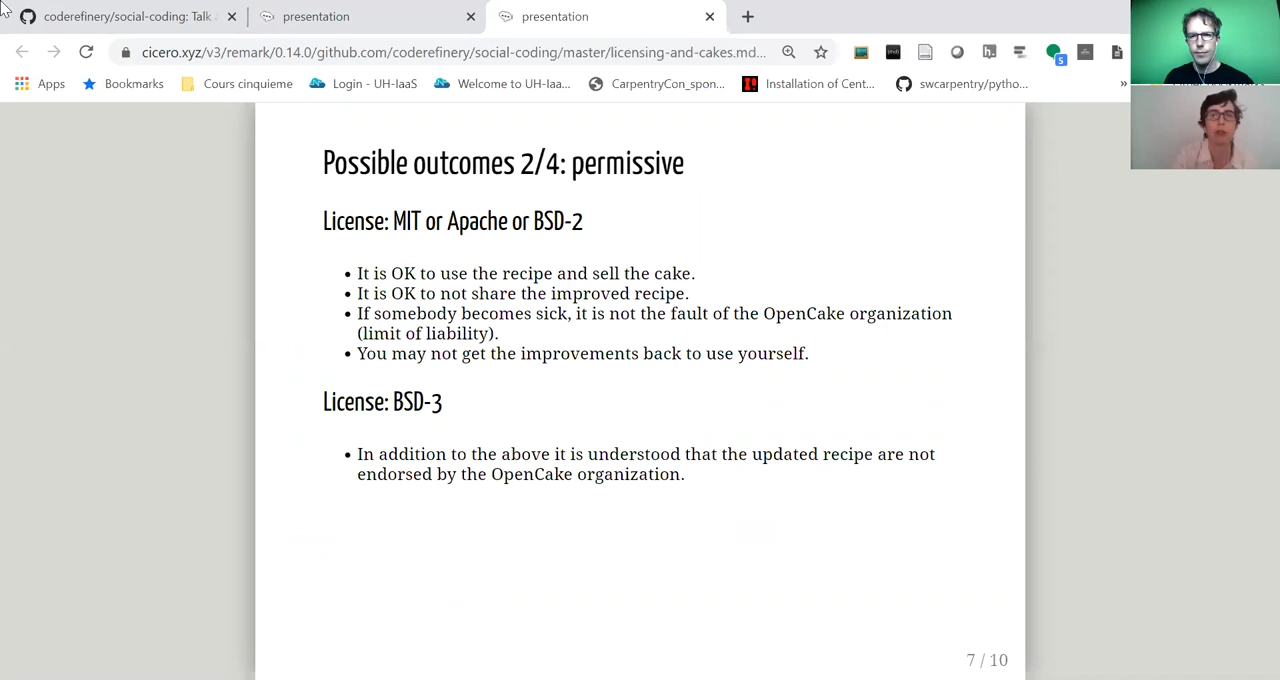 coderefinery/social-coding: Talk
presentation
presentation
cicero.xyz/v3/remark/0.14.0/github.com/coderefinery/social-coding/master/licensing-and-cakes.md...
5
Apps
Bookmarks
Cours cinquieme
Login - UH-IaaS
Welcome to UH-Iaa...
CarpentryCon_spon...
Installation of Cent...
swcarpentry/pytho...
»
Possible outcomes 2/4: permissive
License: MIT or Apache or BSD-2
• It is OK to use the recipe and sell the cake.
• It is OK to not share the improved recipe.
• If somebody becomes sick, it is not the fault of the OpenCake organization
(limit of liability).
• You may not get the improvements back to use yourself.
License: BSD-3
• In addition to the above it is understood that the updated recipe are not
endorsed by the OpenCake organization.
7 / 10